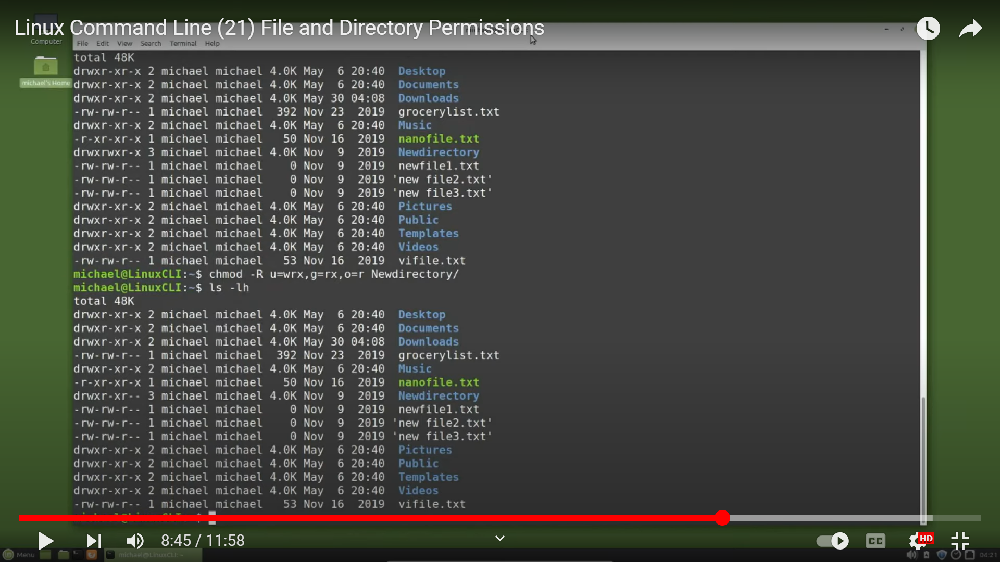 Linux Command Line (21) File and Directory Permissions
Computer
File Edit View Search Terminal Help
michael's Home
total 48K
drwxr-xr-x 2 michael michael 4.0K May  6 20:40  Desktop
drwxr-xr-x 2 michael michael 4.0K May  6 20:40  Documents
drwxr-xr-x 2 michael michael 4.0K May 30 04:08  Downloads
-rw-rw-r-- 1 michael michael  392 Nov 23  2019  grocerylist.txt
drwxr-xr-x 2 michael michael 4.0K May  6 20:40  Music
-r-xr-xr-x 1 michael michael   50 Nov 16  2019  nanofile.txt
drwxrwxr-x 3 michael michael 4.0K Nov  9  2019  Newdirectory
-rw-rw-r-- 1 michael michael    0 Nov  9  2019  newfile1.txt
-rw-rw-r-- 1 michael michael    0 Nov  9  2019 'new file2.txt'
-rw-rw-r-- 1 michael michael    0 Nov  9  2019 'new file3.txt'
drwxr-xr-x 2 michael michael 4.0K May  6 20:40  Pictures
drwxr-xr-x 2 michael michael 4.0K May  6 20:40  Public
drwxr-xr-x 2 michael michael 4.0K May  6 20:40  Templates
drwxr-xr-x 2 michael michael 4.0K May  6 20:40  Videos
-rw-rw-r-- 1 michael michael   53 Nov 16  2019  vifile.txt
michael@LinuxCLI:~$ chmod -R u=wrx,g=rx,o=r Newdirectory/
michael@LinuxCLI:~$ ls -lh
total 48K
drwxr-xr-x 2 michael michael 4.0K May  6 20:40  Desktop
drwxr-xr-x 2 michael michael 4.0K May  6 20:40  Documents
drwxr-xr-x 2 michael michael 4.0K May 30 04:08  Downloads
-rw-rw-r-- 1 michael michael  392 Nov 23  2019  grocerylist.txt
drwxr-xr-x 2 michael michael 4.0K May  6 20:40  Music
-r-xr-xr-x 1 michael michael   50 Nov 16  2019  nanofile.txt
drwxr-xr-- 3 michael michael 4.0K Nov  9  2019  Newdirectory
-rw-rw-r-- 1 michael michael    0 Nov  9  2019  newfile1.txt
-rw-rw-r-- 1 michael michael    0 Nov  9  2019 'new file2.txt'
-rw-rw-r-- 1 michael michael    0 Nov  9  2019 'new file3.txt'
drwxr-xr-x 2 michael michael 4.0K May  6 20:40  Pictures
drwxr-xr-x 2 michael michael 4.0K May  6 20:40  Public
drwxr-xr-x 2 michael michael 4.0K May  6 20:40  Templates
drwxr-xr-x 2 michael michael 4.0K May  6 20:40  Videos
-rw-rw-r-- 1 michael michael   53 Nov 16  2019  vifile.txt
8:45 / 11:58
CC
HD
Menu
michael@LinuxCLI: ~
04:21